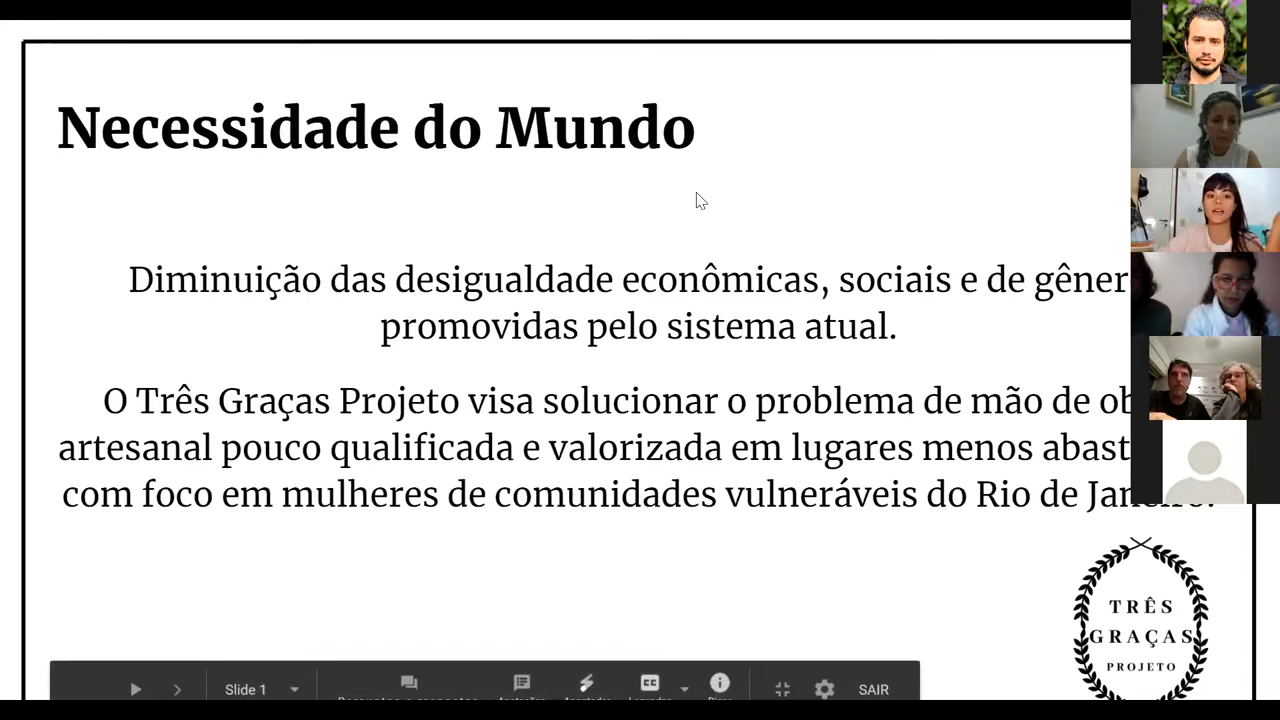 Necessidade do Mundo
Diminuição das desigualdade econômicas, sociais e de gêner
promovidas pelo sistema atual.
O Três Graças Projeto visa solucionar o problema de mão de ob
artesanal pouco qualificada e valorizada em lugares menos abast
com foco em mulheres de comunidades vulneráveis do Rio de Janeiro.
TRÊS
GRAÇAS
PROJETO
Slide 1
SAIR